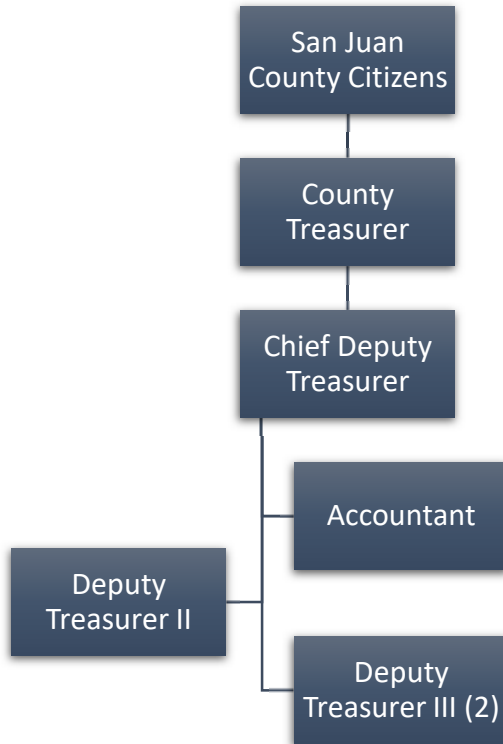 San Juan
County Citizens
County
Treasurer
Chief Deputy
Treasurer
Accountant
Deputy
Treasurer II
Deputy
Treasurer III (2)